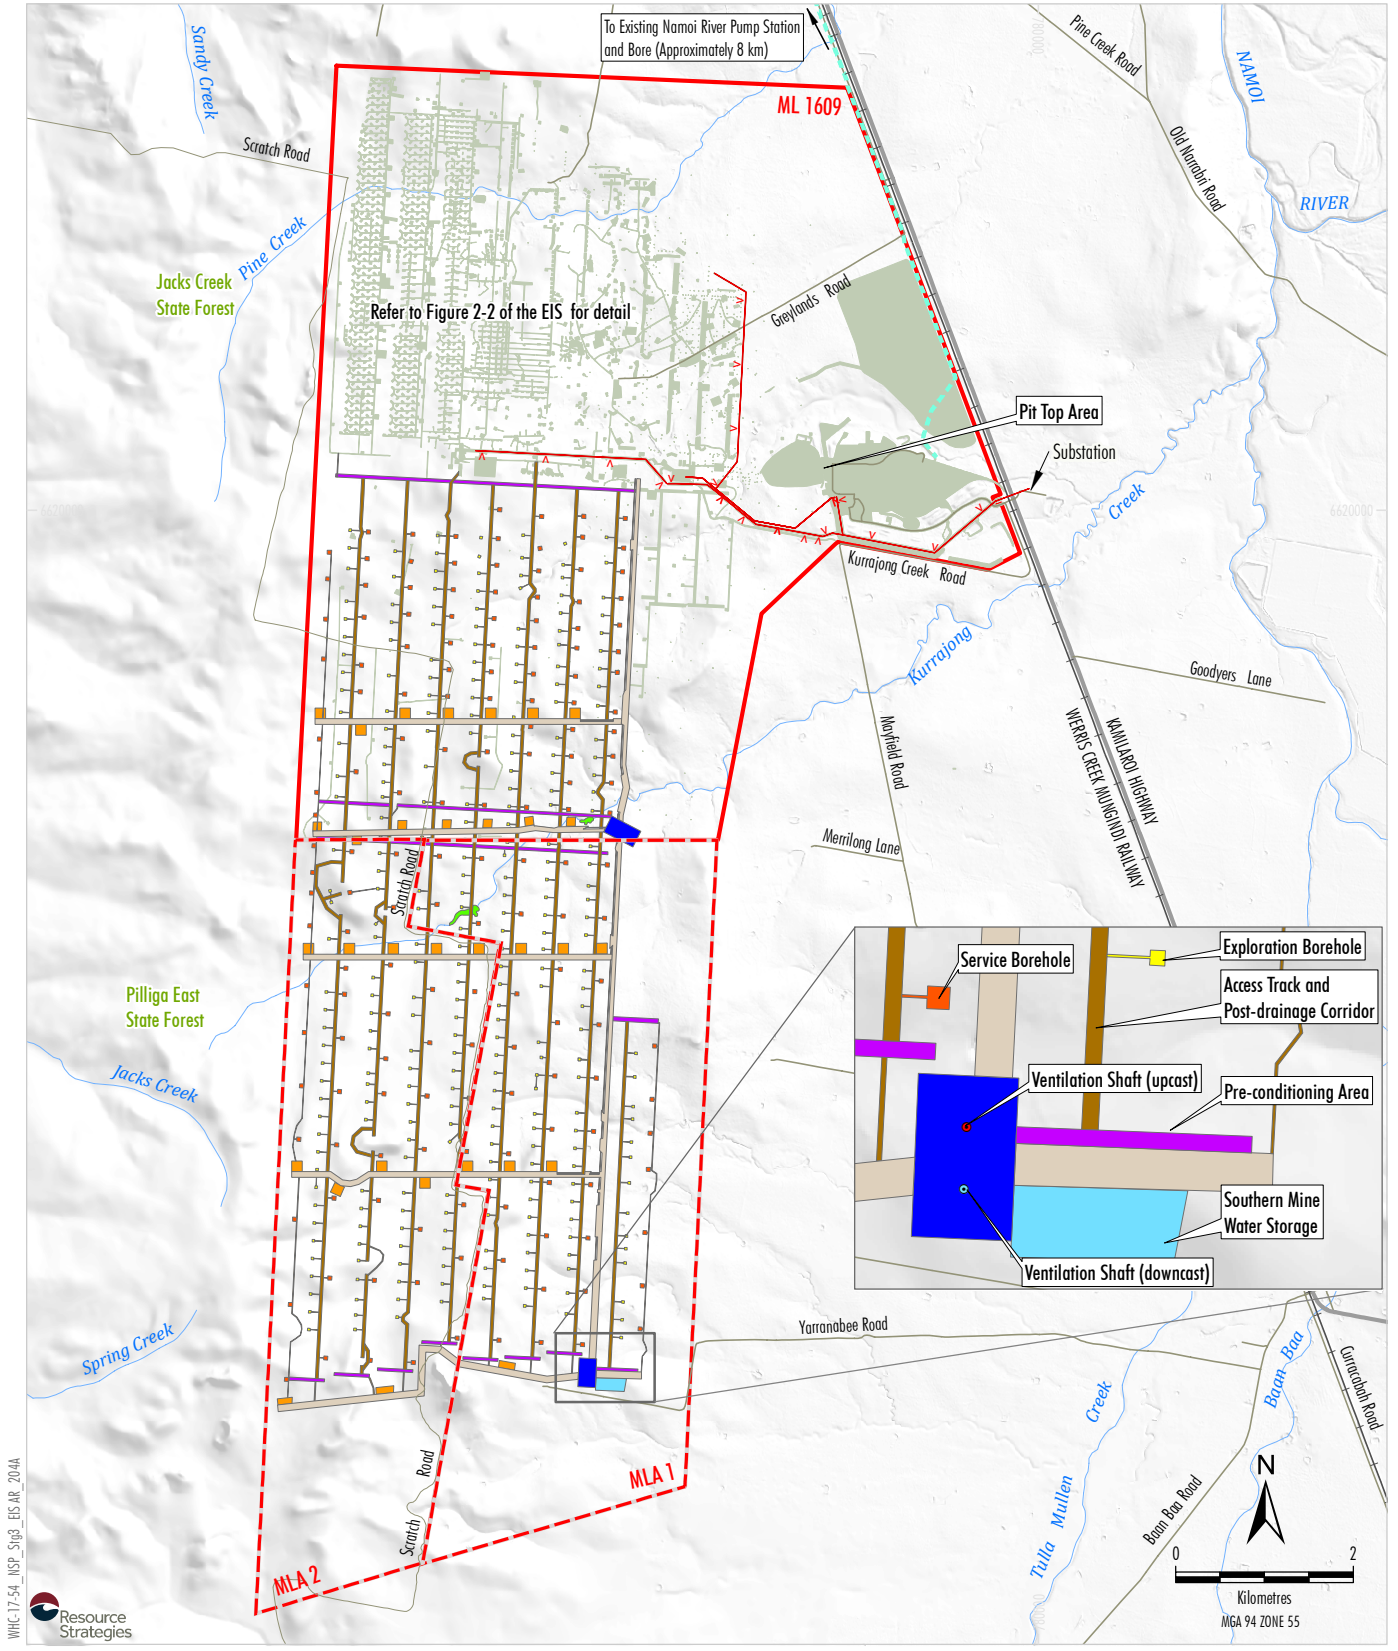 To Existing Namoi River Pump Station
and Bore (Approximately 8 km)
Sandy Creek
Pine Creek Road
NAMOI
ML 1609
Scratch Road
Old Narrabri Road
RIVER
Pine Creek
Jacks Creek
State Forest
Greylands Road
Refer to Figure 2-2 of the EIS for detail
Pit Top Area
Substation
Creek
6620000
Kurrajong Creek Road
Kurrajong
Goodyers Lane
Mayfield Road
KAMILAROI HIGHWAY
WERRIS CREEK MUNGINDI RAILWAY
Merrilong Lane
Scratch Road
Service Borehole
Exploration Borehole
Access Track and
Post-drainage Corridor
Pilliga East
State Forest
Jacks Creek
Ventilation Shaft (upcast)
Pre-conditioning Area
Southern Mine
Water Storage
Ventilation Shaft (downcast)
Spring Creek
Yarranabee Road
Creek
Baan Baa
Curracabah Road
Scratch Road
MLA 1
MLA 2
Tulla Mullen
Baan Baa Road
N
0 2
Kilometres
MGA 94 ZONE 55
WHC-17-54_NSP_Stg3_EIS AR_204A
Resource
Strategies